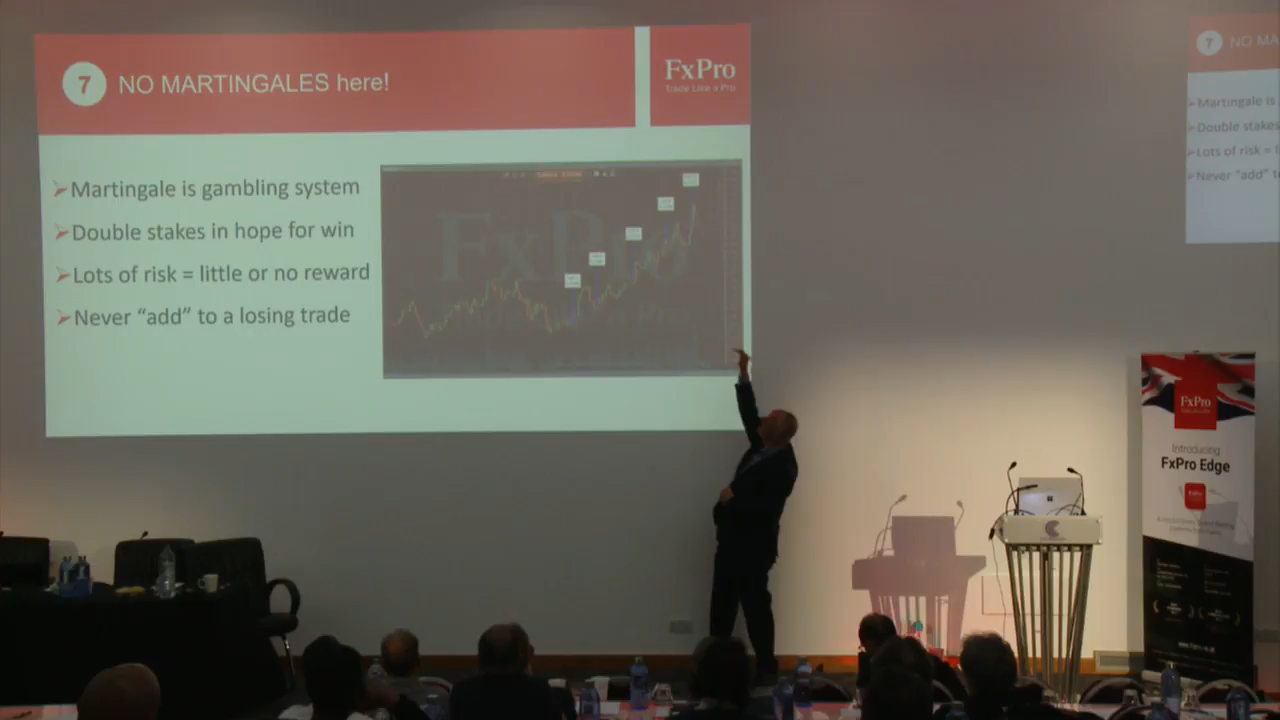 7 NO MARTINGALES here!
FxPro
Trade Like a Pro
Martingale is gambling system
Double stakes in hope for win
Lots of risk = little or no reward
Never “add” to a losing trade
FxPro
7 NO MA
Martingale is
Double stakes
Lots of risk =
Never “add” t
FxPro
Introducing
FxPro Edge